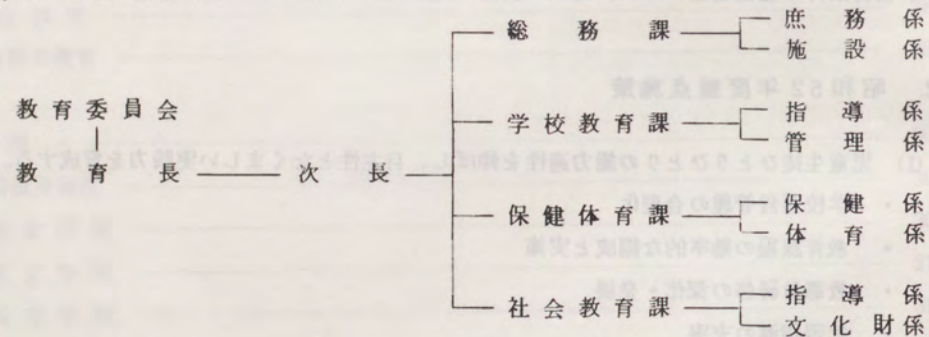 教育委員会
教育長
次長
総務課
庶務係
施設係
学校教育課
指導係
管理係
保健体育課
保健係
体育係
社会教育課
指導係
文化財係